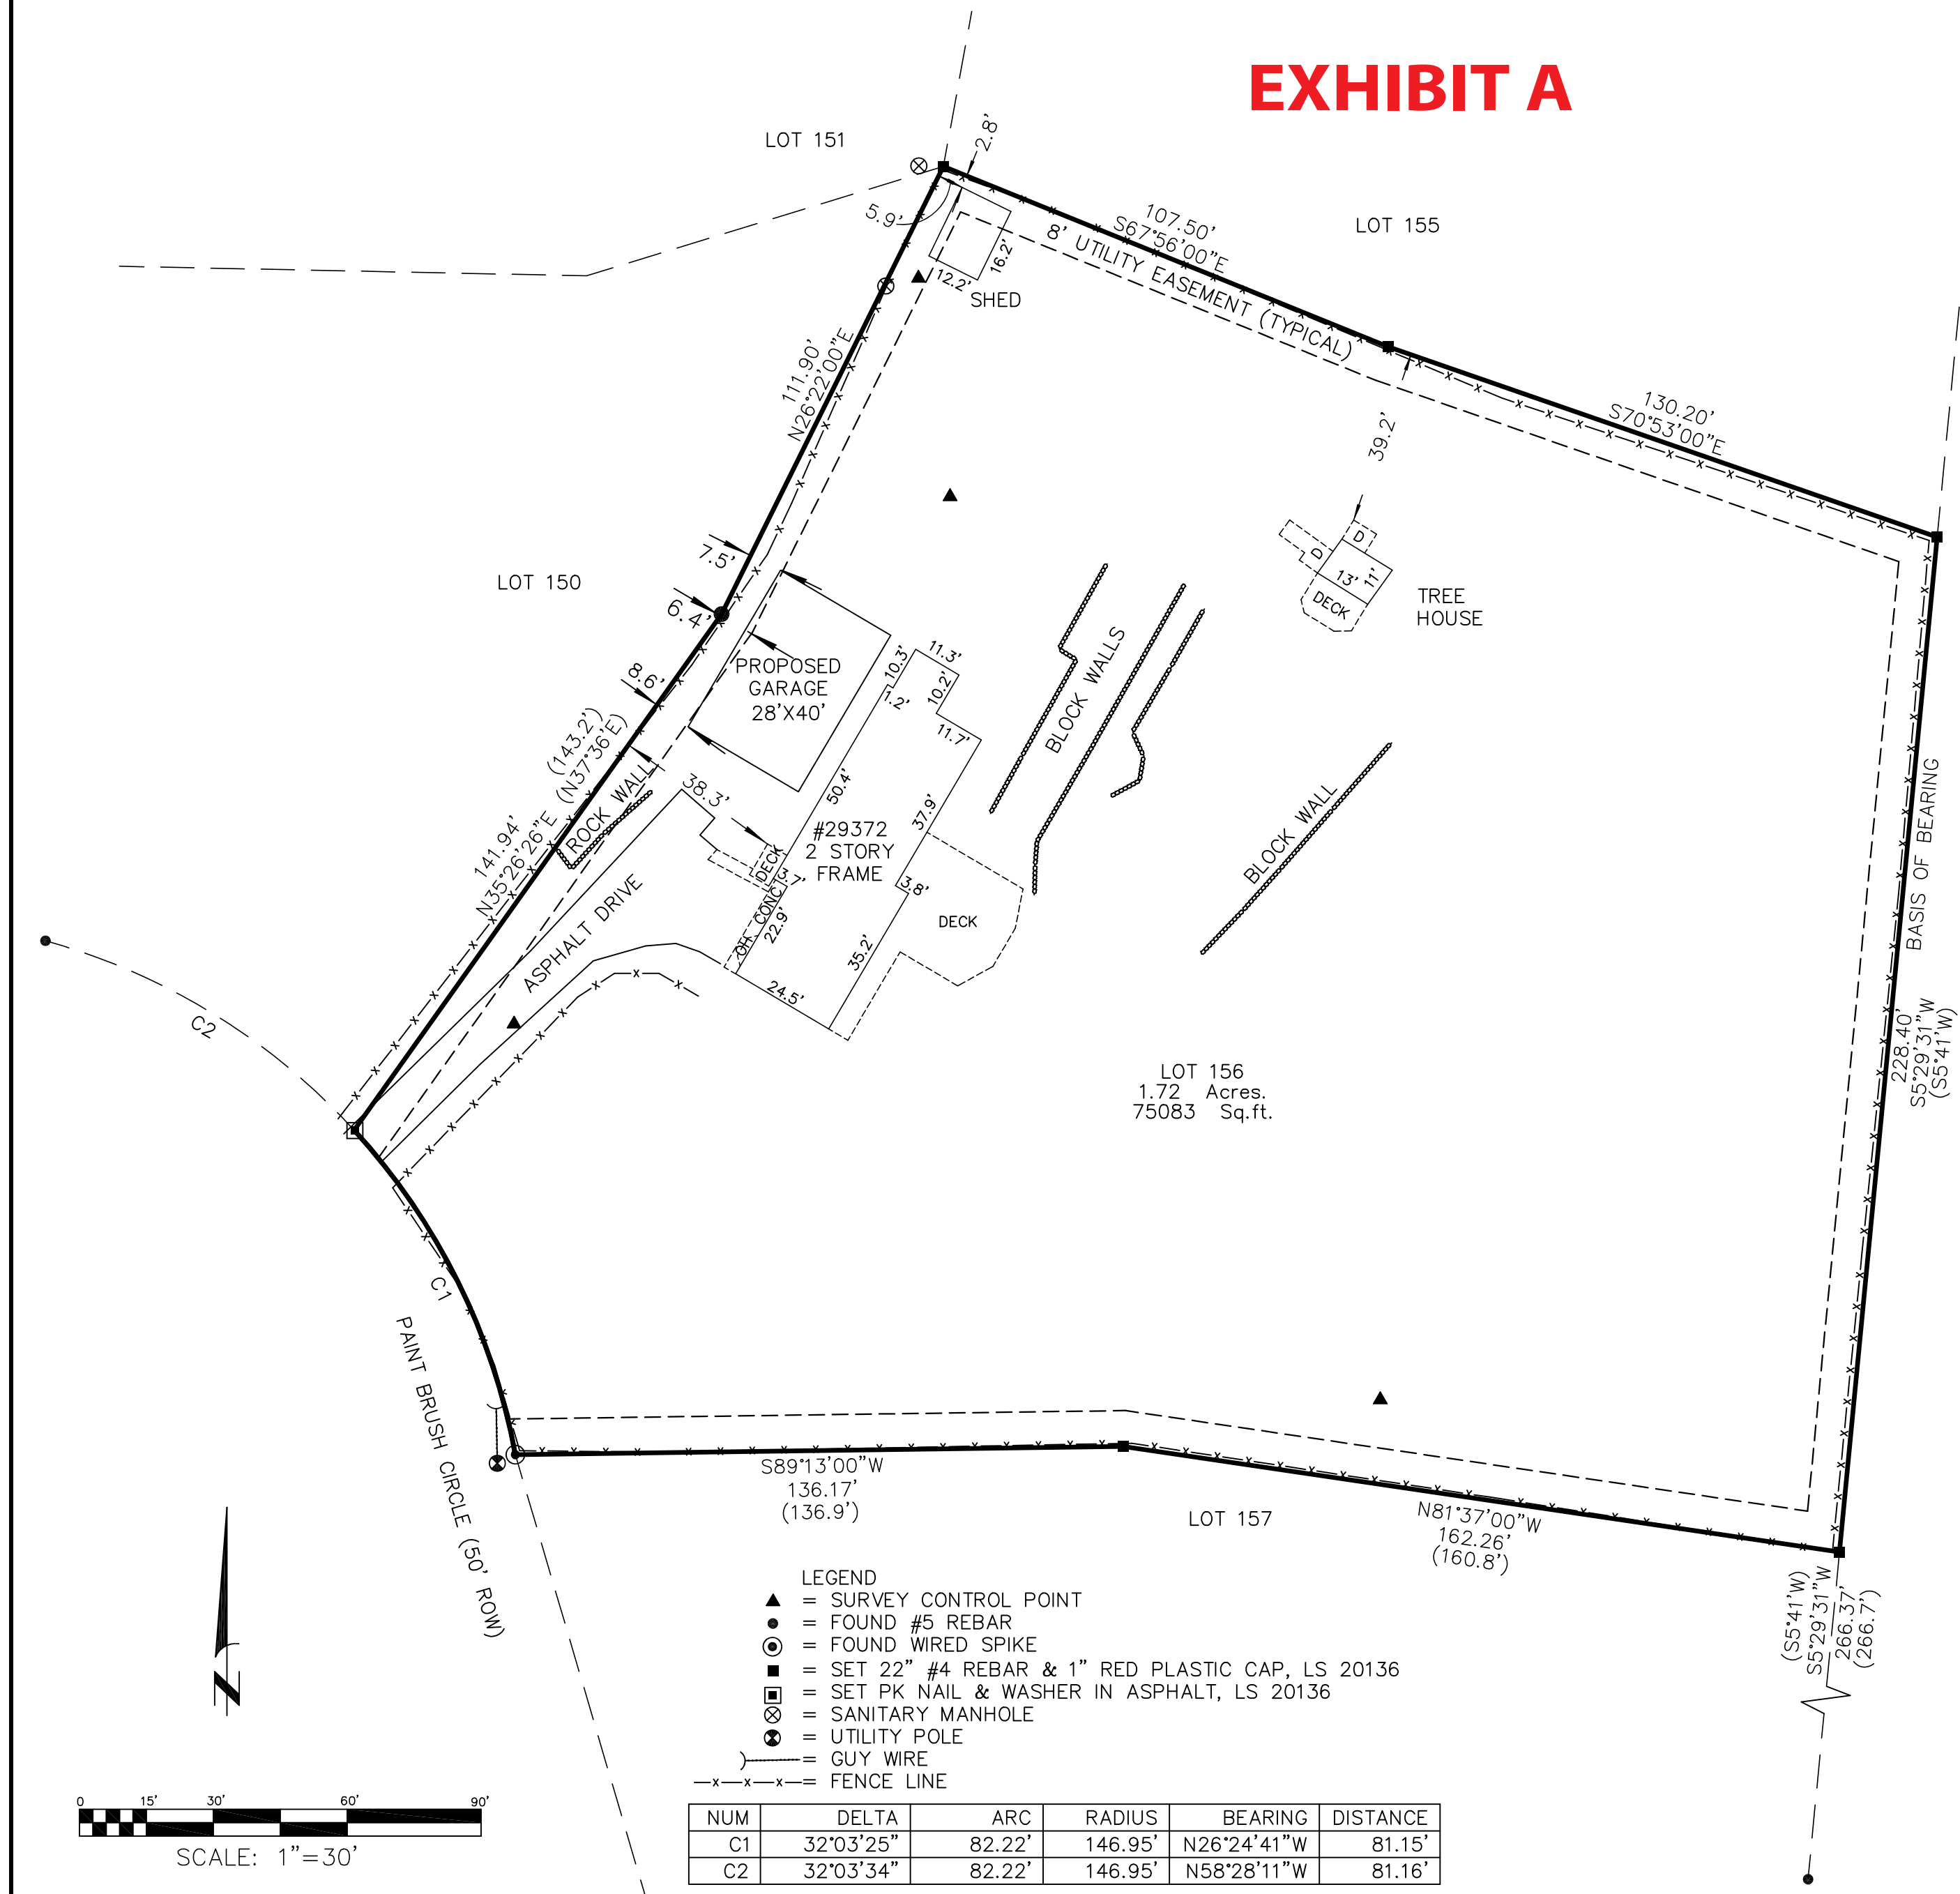 EXHIBIT A
LOT 151
2.8'
5.9'
107.50'
S67°56'00"E
LOT 155
8' UTILITY EASEMENT (TYPICAL)
16.2'
12.2'
SHED
111.90'
N26°22'00"E
130.20'
S70°53'00"E
39.2'
7.5'
LOT 150
6.4'
D
D
13'
11'
DECK
TREE
HOUSE
8.6'
PROPOSED
GARAGE
28'X40'
10.3'
11.3'
1.2'
10.2'
11.7'
BLOCK WALLS
(143.2')
(N37°36'E)
141.94'
N35°26'26"E
ROCK WALL
38.3'
50.4'
37.9'
#29372
2 STORY
FRAME
DECK
3.7'
CONC
OH
22.9'
3.8'
DECK
35.2'
24.5'
BLOCK WALL
BASIS OF BEARING
228.40'
S5°29'31"W
(S5°41'W)
ASPHALT DRIVE
C2
LOT 156
1.72 Acres.
75083 Sq.ft.
C1
PAINT BRUSH CIRCLE (50' ROW)
S89°13'00"W
136.17'
(136.9')
LOT 157
N81°37'00"W
162.26'
(160.8')
(S5°41'W)
S5°29'31"W
266.37'
(266.7')
N
LEGEND
= SURVEY CONTROL POINT
= FOUND #5 REBAR
= FOUND WIRED SPIKE
= SET 22" #4 REBAR & 1" RED PLASTIC CAP, LS 20136
= SET PK NAIL & WASHER IN ASPHALT, LS 20136
= SANITARY MANHOLE
= UTILITY POLE
= GUY WIRE
—x—x—x—= FENCE LINE
0 15' 30' 60' 90'
SCALE: 1"=30'
NUM DELTA ARC RADIUS BEARING DISTANCE
C1 32°03'25" 82.22' 146.95' N26°24'41"W 81.15'
C2 32°03'34" 82.22' 146.95' N58°28'11"W 81.16'